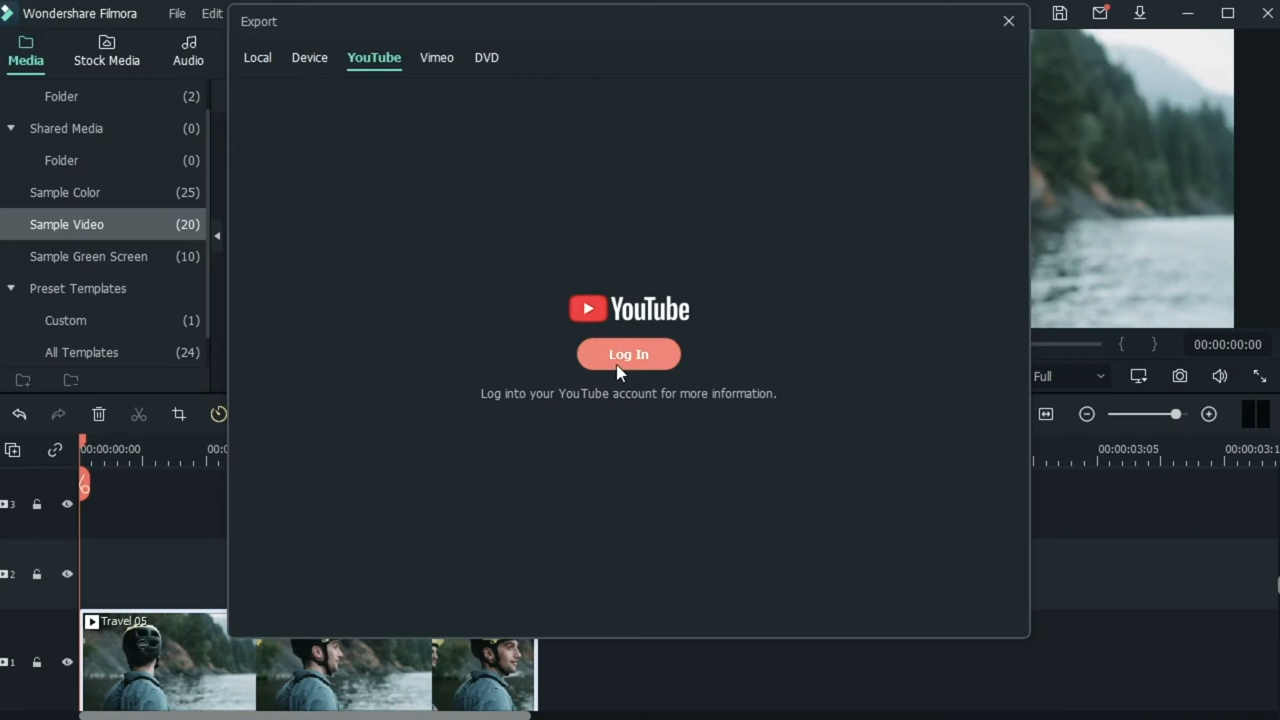 Wondershare Filmora File Edit
Export
Media Stock Media Audio
Local Device YouTube Vimeo DVD
Folder (2)
Shared Media (0)
Folder (0)
Sample Color (25)
Sample Video (20)
Sample Green Screen (10)
Preset Templates
Custom (1)
All Templates (24)
YouTube
Log In
Log into your YouTube account for more information.
{ } 00:00:00:00
Full
00:00:00:00
00:00:03:05
3
2
Travel 05
1